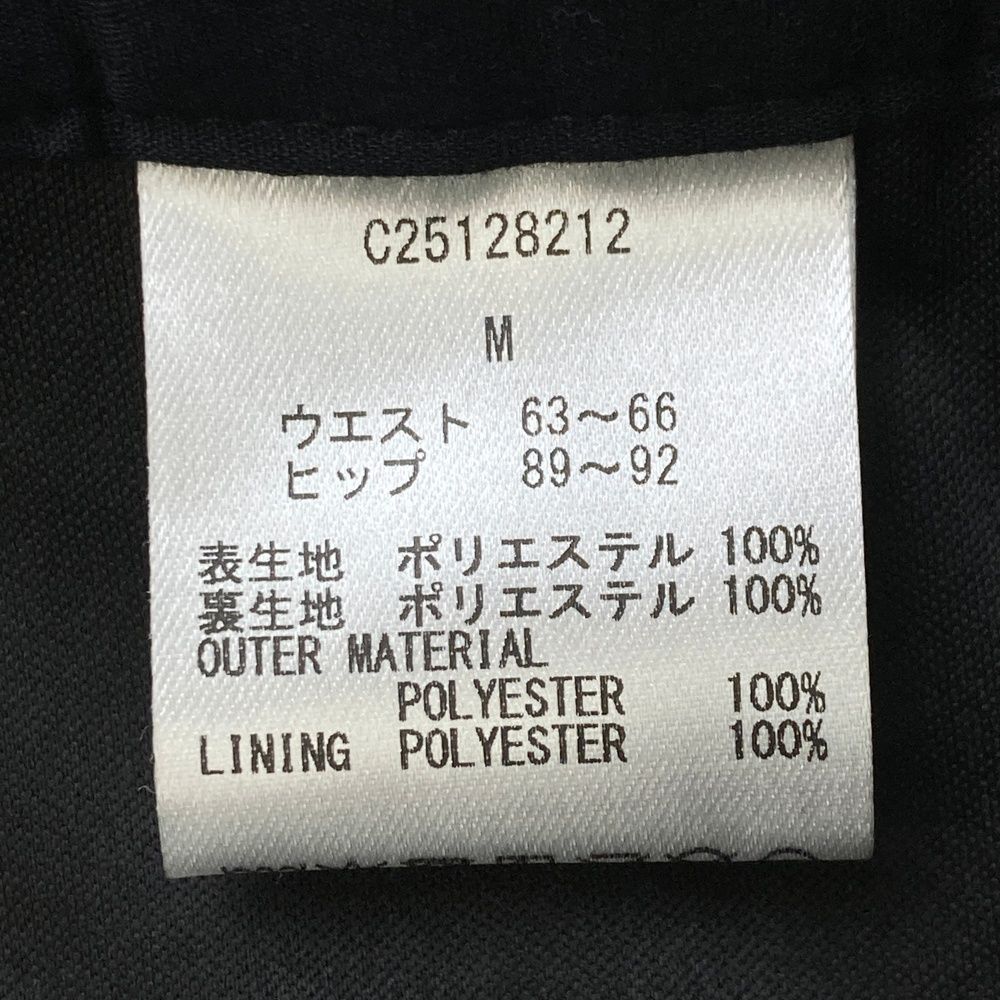 C25128212
M
ウエスト 63～66
ヒップ 89～92
表生地 ポリエステル 100%
裏生地 ポリエステル 100%
OUTER MATERIAL
POLYESTER 100%
LINING POLYESTER 100%